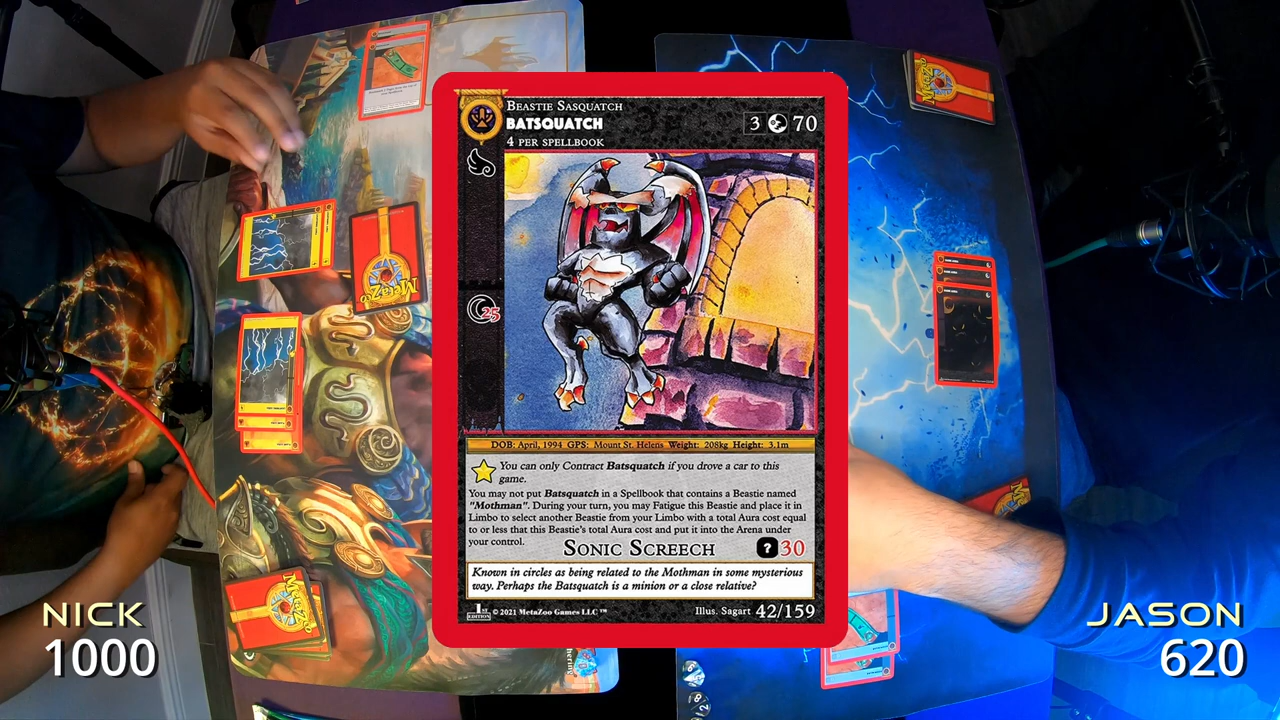 BEASTIE SASQUATCH
BATSQUATCH
3 70
4 PER SPELLBOOK
25
DOB: April, 1994 GPS: Mount St. Helens Weight: 208kg Height: 3.1m
You can only Contract Batsquatch if you drove a car to this
game.
You may not put Batsquatch in a Spellbook that contains a Beastie named
"Mothman". During your turn, you may Fatigue this Beastie and place it in
Limbo to select another Beastie from your Limbo with a total Aura cost equal
to or less that this Beastie's total Aura cost and put it into the Arena under
your control.
SONIC SCREECH ? 30
Known in circles as being related to the Mothman in some mysterious
way. Perhaps the Batsquatch is a minion or a close relative?
1ST EDITION © 2021 MetaZoo Games LLC ™ Illus. Sagart 42/159
NICK
1000
JASON
620
MetaZoo
MetaZoo
MetaZoo